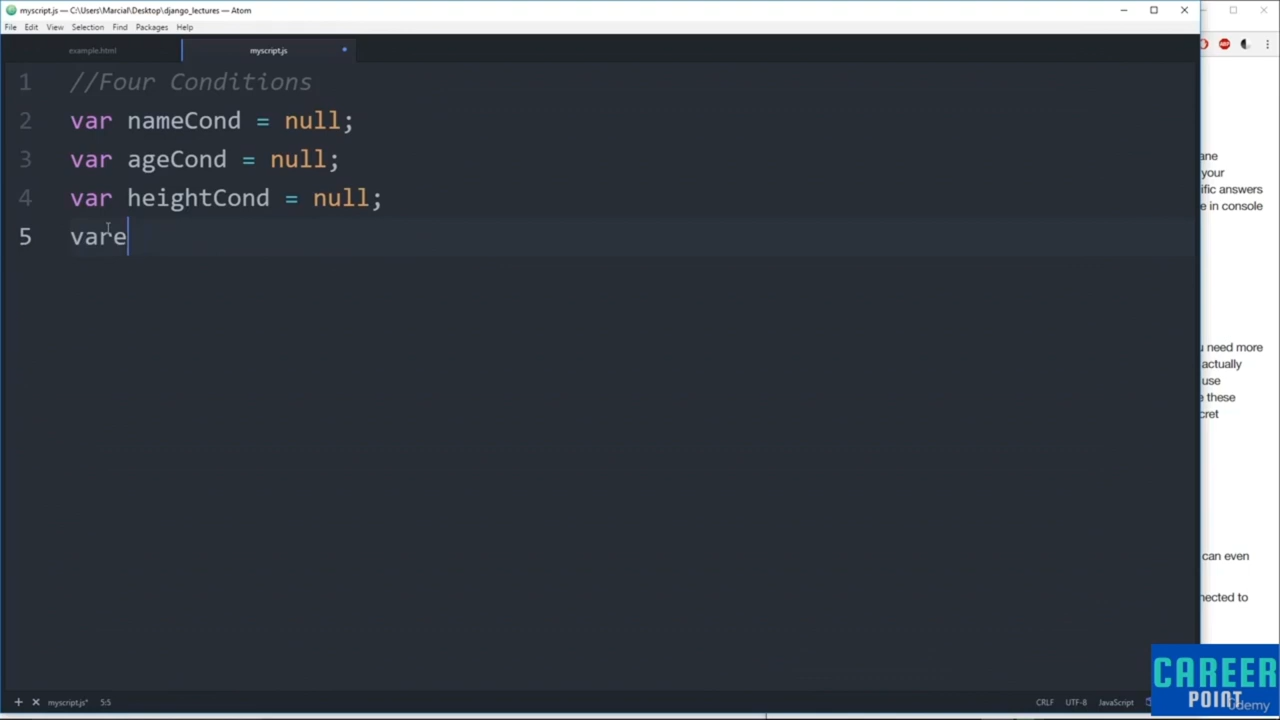 myscript.js — C:\Users\Marcial\Desktop\django_lectures — Atom
File Edit View Selection Find Packages Help
example.html myscript.js
1 //Four Conditions
2 var nameCond = null;
3 var ageCond = null;
4 var heightCond = null;
5 vare
ane
your
ific answers
e in console
need more
actually
use
these
cret
can even
nected to
CAREER
POINT
Udemy
myscript.js* 5:5 CRLF UTF-8 JavaScript